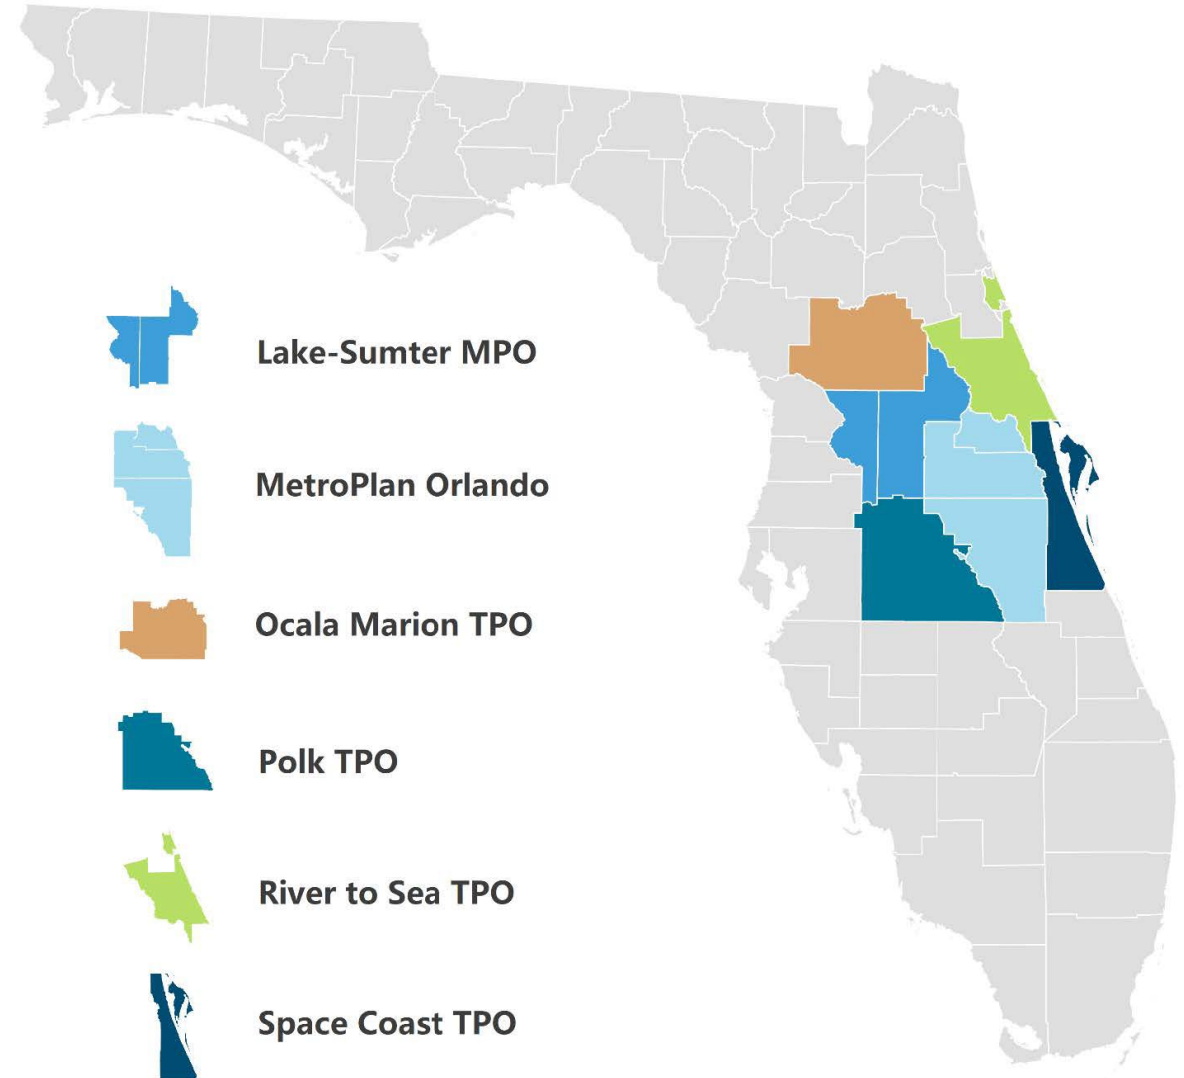 Lake-Sumter MPO
MetroPlan Orlando
Ocala Marion TPO
Polk TPO
River to Sea TPO
Space Coast TPO